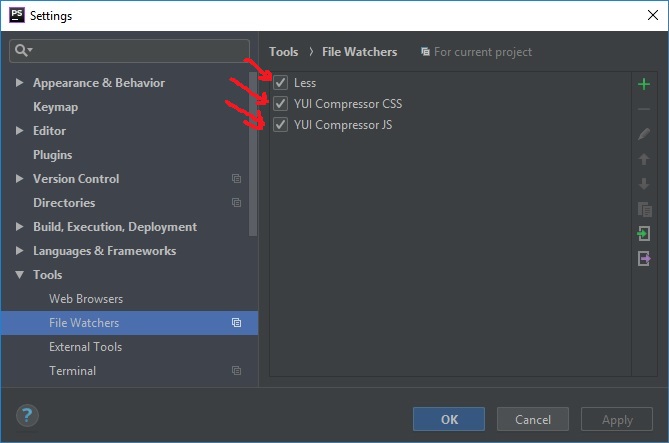 PS Settings
Tools › File Watchers For current project
Less
YUI Compressor CSS
YUI Compressor JS
Appearance & Behavior
Keymap
Editor
Plugins
Version Control
Directories
Build, Execution, Deployment
Languages & Frameworks
Tools
Web Browsers
File Watchers
External Tools
Terminal
?
OK
Cancel
Apply